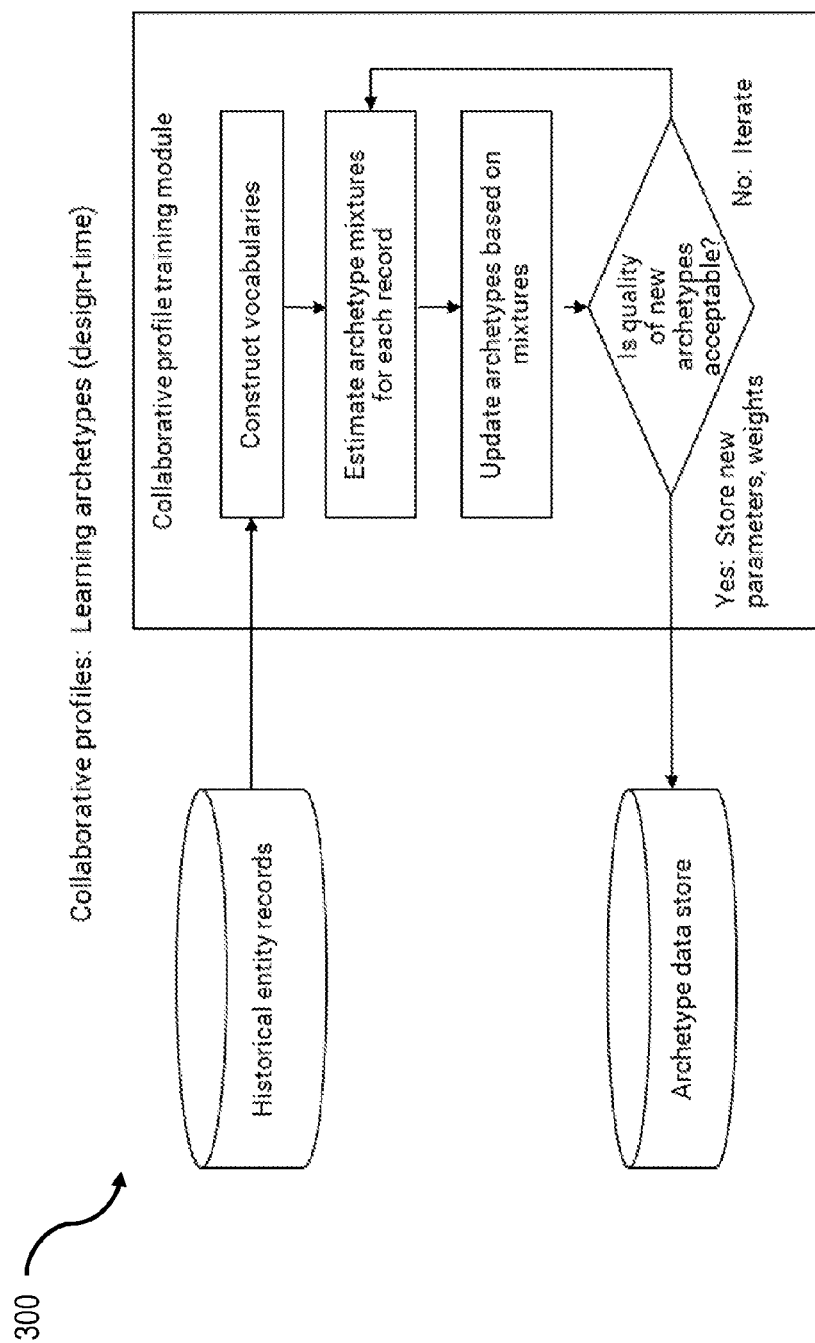 300
Collaborative profiles: Learning archetypes (design-time)
Historical entity records
Collaborative profile training module
Construct vocabularies
Estimate archetype mixtures
for each record
Update archetypes based on
mixtures
Is quality
of new
archetypes
acceptable?
No: Iterate
Yes: Store new
parameters, weights
Archetype data store